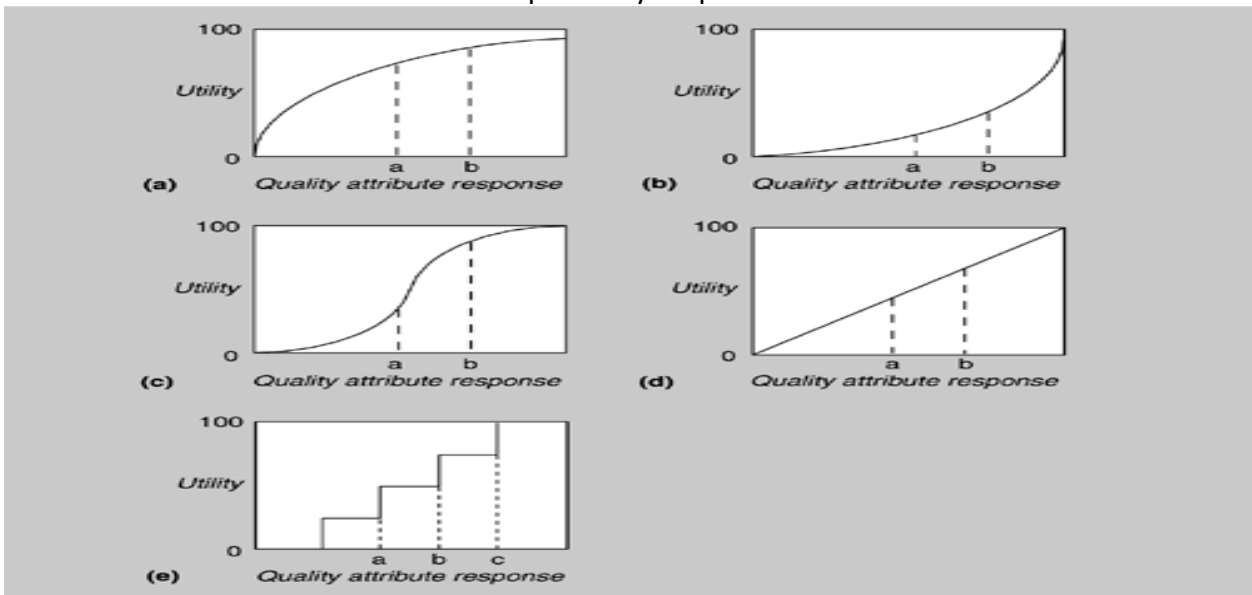 100
Utility
0
a b
(a) Quality attribute response
100
Utility
0
a b
(b) Quality attribute response
100
Utility
0
a b
(c) Quality attribute response
100
Utility
0
a b
(d) Quality attribute response
100
Utility
0
a b c
(e) Quality attribute response